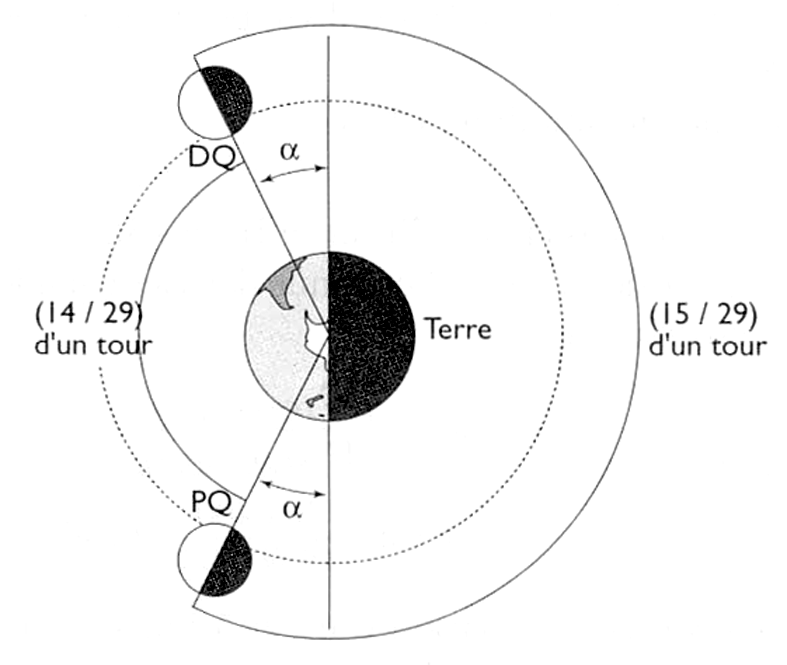 DQ
α
(14 / 29)
d'un tour
Terre
(15 / 29)
d'un tour
PQ
α